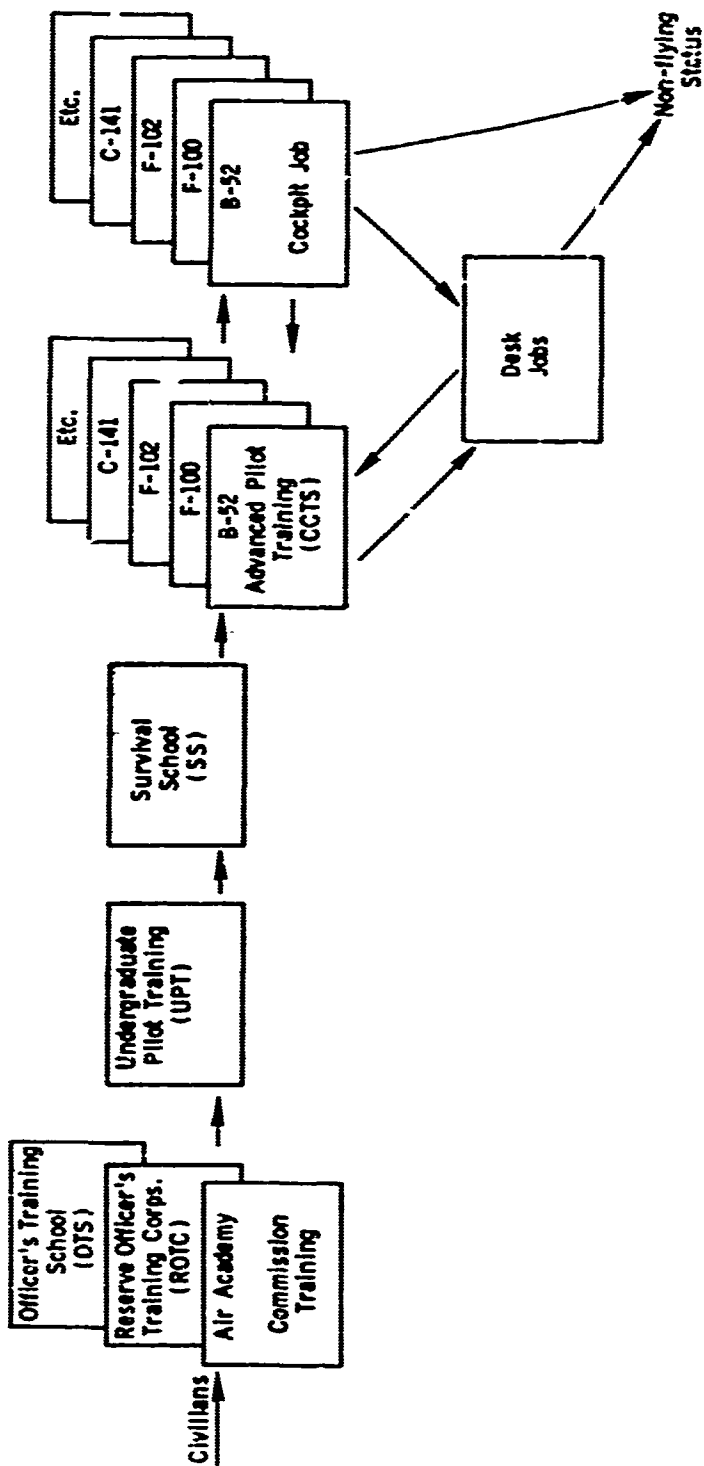 Civilians
Officer's Training
School
(OTS)
Reserve Officer's
Training Corps.
(ROTC)
Air Academy
Commission
Training
Undergraduate
Pilot Training
(UPT)
Survival
School
(SS)
Etc.
C-141
F-102
F-100
B-52
Advanced Pilot
Training
(CCTS)
Etc.
C-141
F-102
F-100
B-52
Cockpit Job
Desk
Jobs
Non-flying
Status